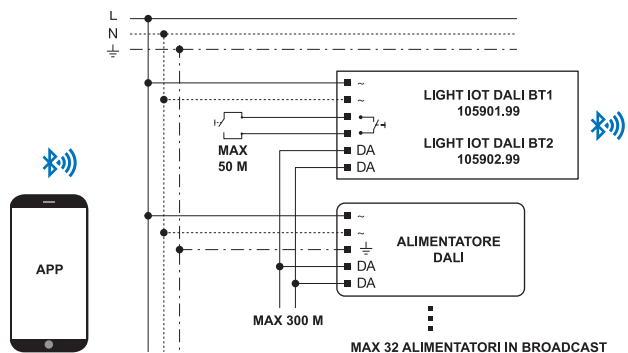 L
N
~
~
LIGHT IOT DALI BT1
105901.99
LIGHT IOT DALI BT2
105902.99
MAX
50 M
DA
DA
APP
~
~
ALIMENTATORE
DALI
DA
DA
MAX 300 M
MAX 32 ALIMENTATORI IN BROADCAST